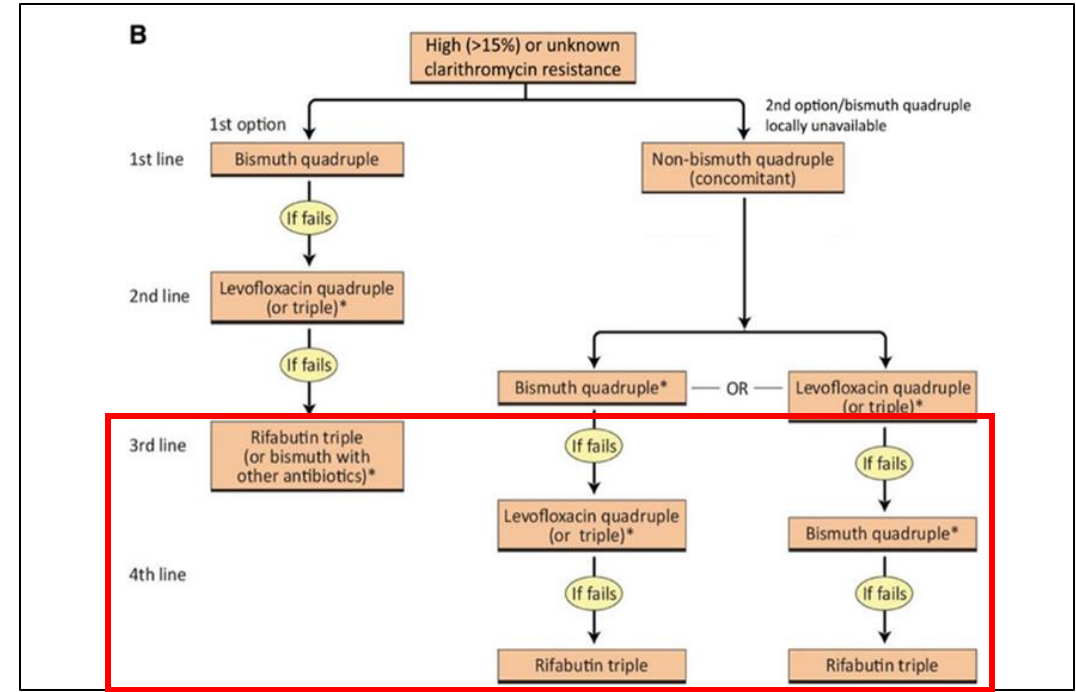 B
High (>15%) or unknown
clarithromycin resistance
1st option
2nd option/bismuth quadruple
locally unavailable
1st line
Bismuth quadruple
Non-bismuth quadruple
(concomitant)
If fails
2nd line
Levofloxacin quadruple
(or triple)*
If fails
Bismuth quadruple*
OR
Levofloxacin quadruple
(or triple)*
3rd line
Rifabutin triple
(or bismuth with
other antibiotics)*
If fails
If fails
Levofloxacin quadruple
(or triple)*
Bismuth quadruple*
4th line
If fails
If fails
Rifabutin triple
Rifabutin triple